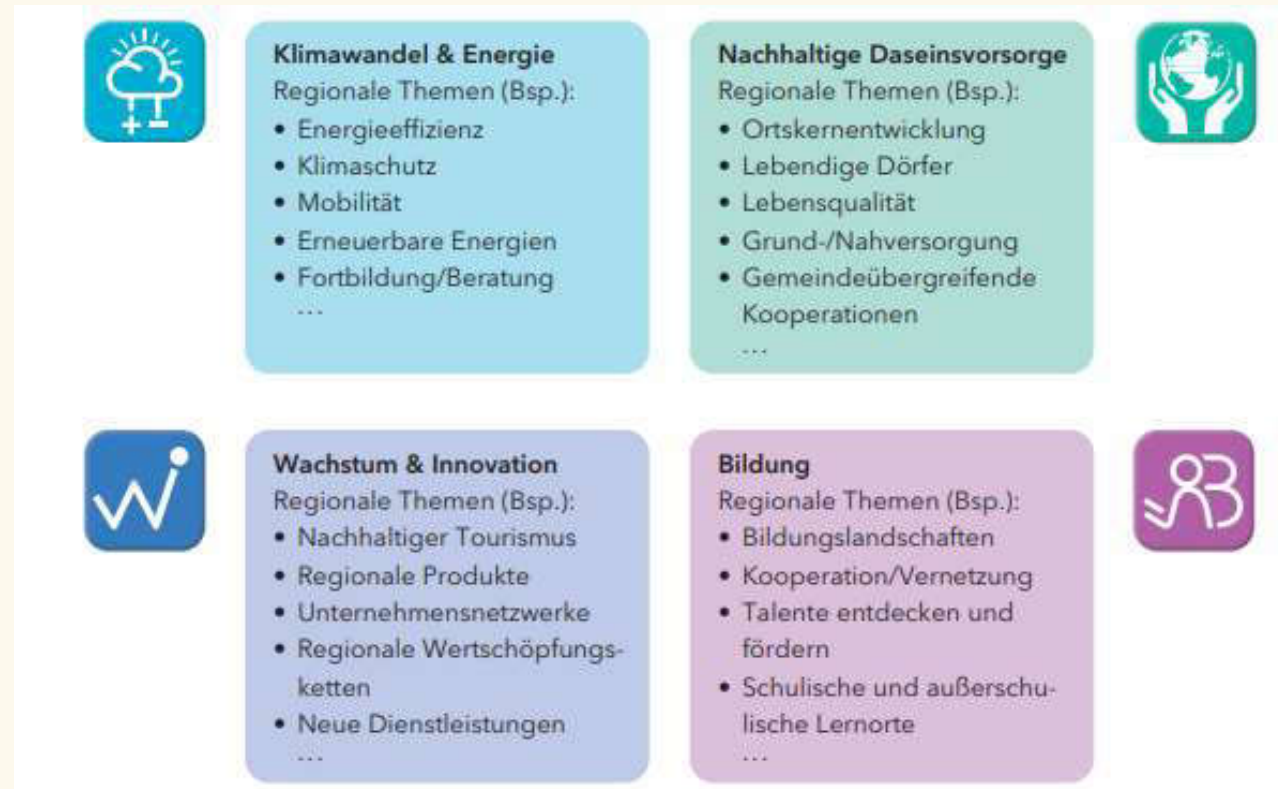 Klimawandel & Energie
Regionale Themen (Bsp.):
• Energieeffizienz
• Klimaschutz
• Mobilität
• Erneuerbare Energien
• Fortbildung/Beratung
...
Nachhaltige Daseinsvorsorge
Regionale Themen (Bsp.):
• Ortskernentwicklung
• Lebendige Dörfer
• Lebensqualität
• Grund-/Nahversorgung
• Gemeindeübergreifende
Kooperationen
...
Wachstum & Innovation
Regionale Themen (Bsp.):
• Nachhaltiger Tourismus
• Regionale Produkte
• Unternehmensnetzwerke
• Regionale Wertschöpfungs-
ketten
• Neue Dienstleistungen
...
Bildung
Regionale Themen (Bsp.):
• Bildungslandschaften
• Kooperation/Vernetzung
• Talente entdecken und
fördern
• Schulische und außerschu-
lische Lernorte
...